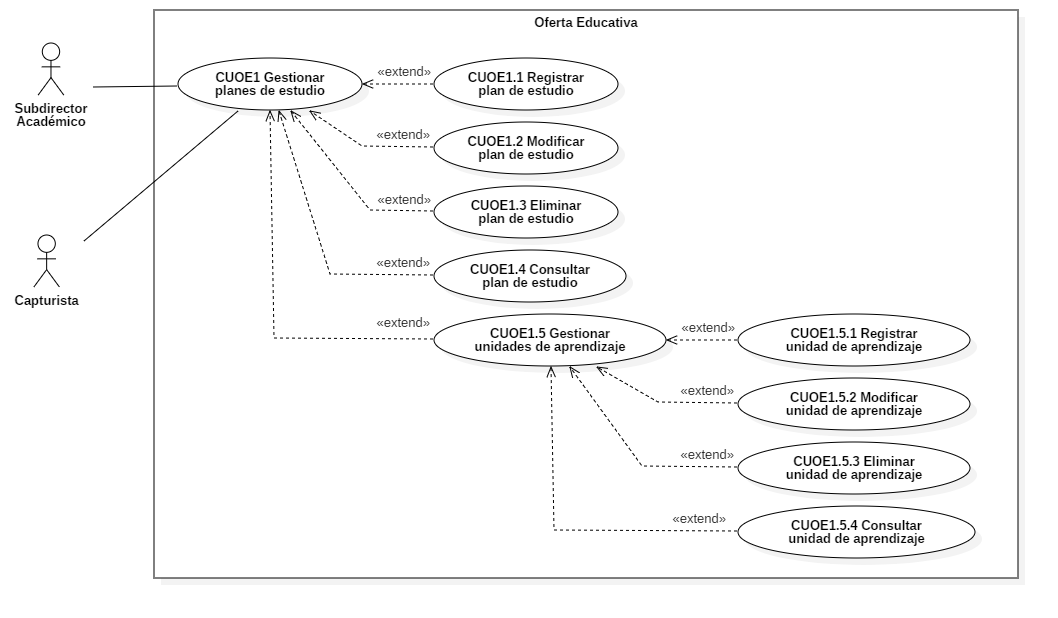 Oferta Educativa
CUOE1 Gestionar
planes de estudio
«extend»
CUOE1.1 Registrar
plan de estudio
Subdirector
Académico
«extend»
CUOE1.2 Modificar
plan de estudio
«extend»
CUOE1.3 Eliminar
plan de estudio
Capturista
«extend»
CUOE1.4 Consultar
plan de estudio
«extend»
CUOE1.5 Gestionar
unidades de aprendizaje
«extend»
CUOE1.5.1 Registrar
unidad de aprendizaje
«extend»
CUOE1.5.2 Modificar
unidad de aprendizaje
«extend»
CUOE1.5.3 Eliminar
unidad de aprendizaje
«extend»
CUOE1.5.4 Consultar
unidad de aprendizaje